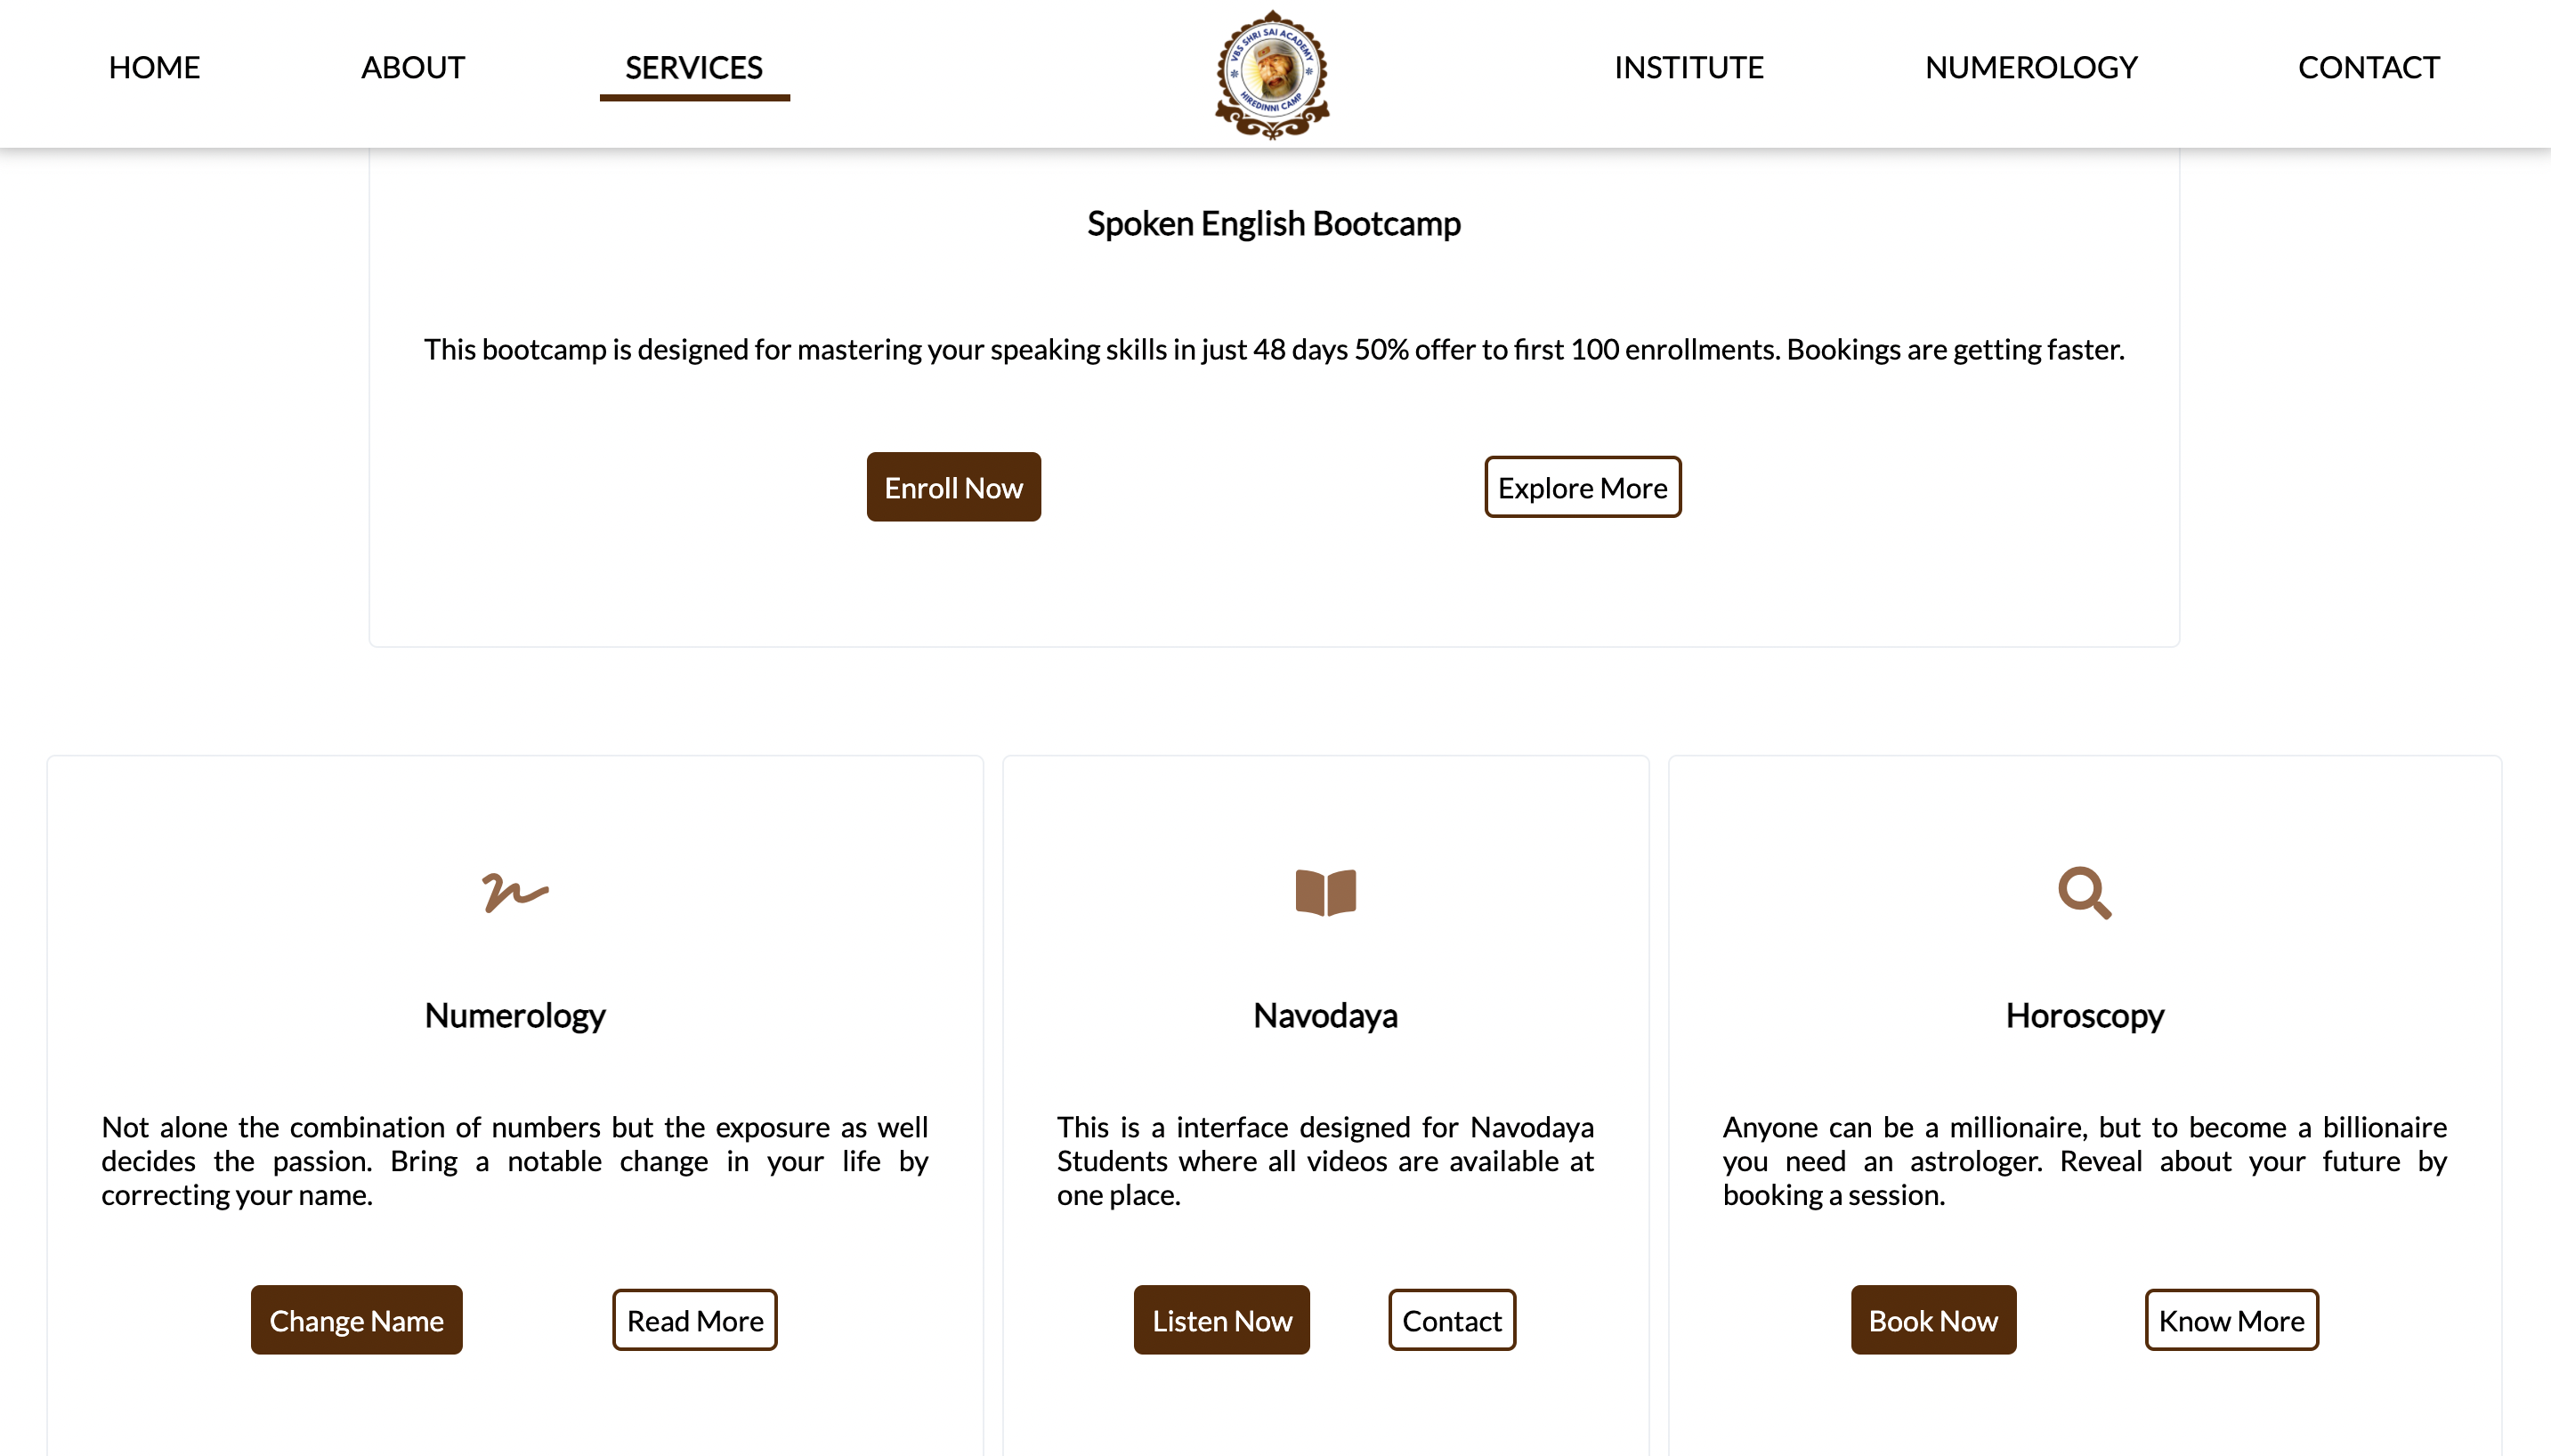 HOME ABOUT SERVICES INSTITUTE NUMEROLOGY CONTACT
VBS SHRI SAI ACADEMY
HIREDINNI CAMP
Spoken English Bootcamp
This bootcamp is designed for mastering your speaking skills in just 48 days 50% offer to first 100 enrollments. Bookings are getting faster.
Enroll Now Explore More
Numerology
Not alone the combination of numbers but the exposure as well
decides the passion. Bring a notable change in your life by
correcting your name.
Change Name Read More
Navodaya
This is a interface designed for Navodaya
Students where all videos are available at
one place.
Listen Now Contact
Horoscopy
Anyone can be a millionaire, but to become a billionaire
you need an astrologer. Reveal about your future by
booking a session.
Book Now Know More